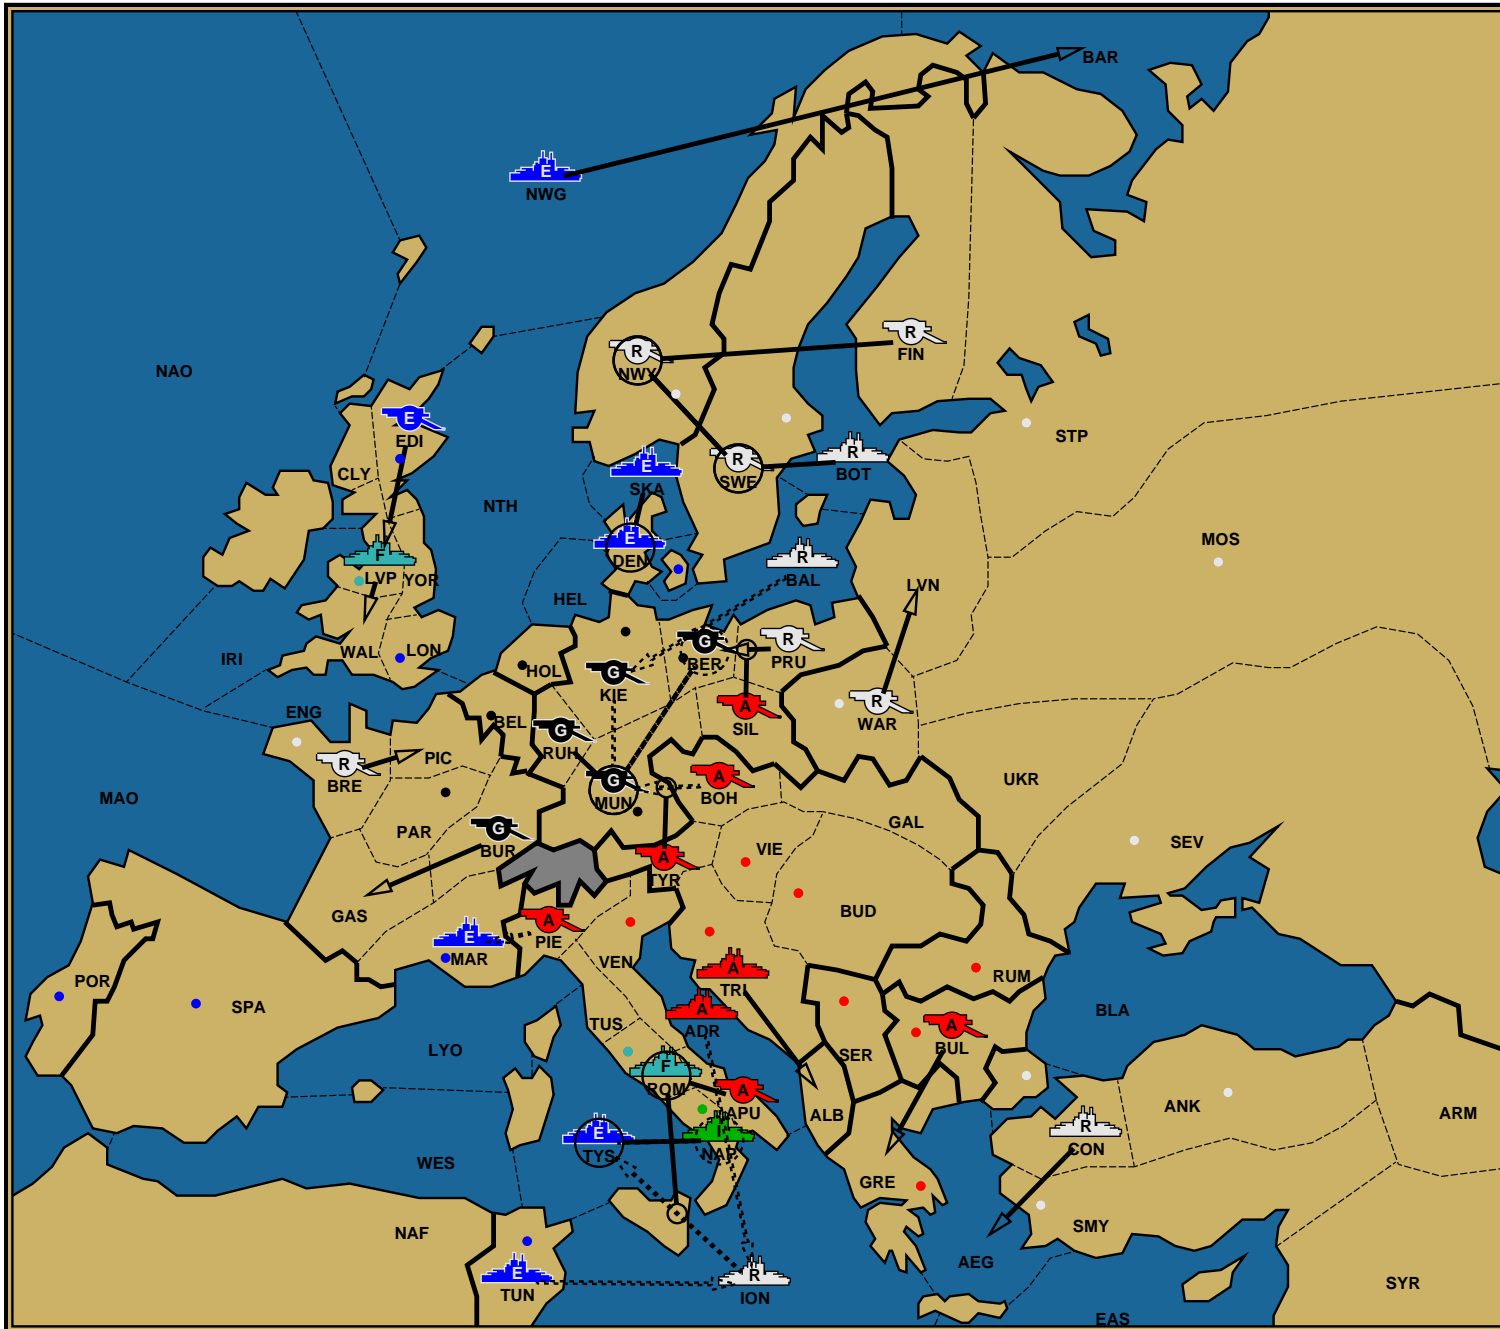 BAR
E
NWG
R
FIN
R
NWY
NAO
E
EDI
STP
R
BOT
R
SWE
E
SKA
CLY
NTH
MOS
E
DEN
F
LVP
YOR
R
BAL
LVN
HEL
IRI
WAL
LON
HOL
G
KIE
G
BER
R
PRU
R
WAR
ENG
BEL
A
SIL
G
RUH
PIC
R
BRE
UKR
MAO
G
MUN
A
BOH
GAL
PAR
G
BUR
VIE
SEV
A
TYR
GAS
BUD
A
PIE
E
MAR
VEN
POR
SPA
A
TRI
RUM
BLA
TUS
A
ADR
A
BUL
LYO
SER
F
ROM
A
APU
ALB
ANK
ARM
R
CON
E
TYS
I
NAP
WES
GRE
SMY
NAF
AEG
E
TUN
R
ION
SYR
EAS